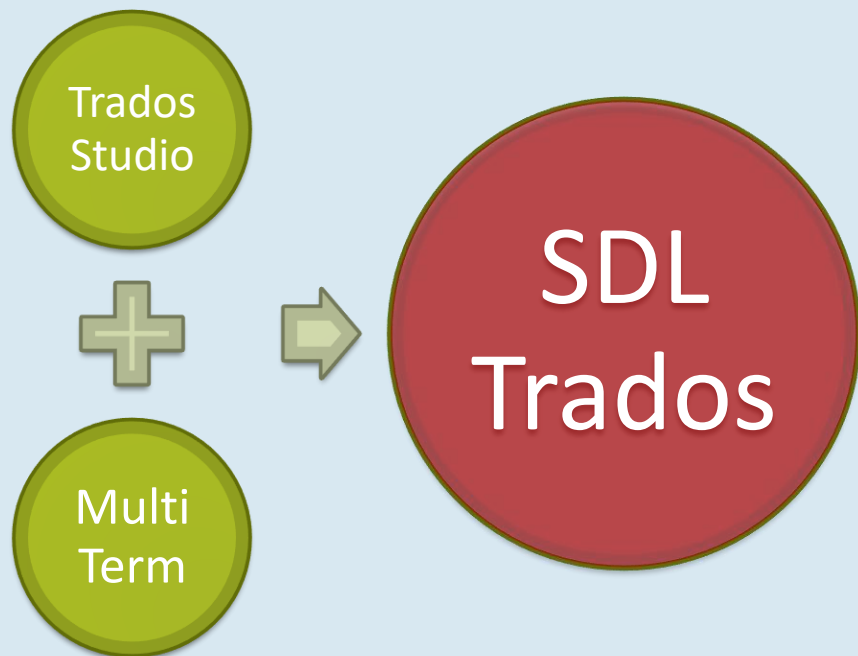 Trados
Studio
Multi
Term
SDL
Trados